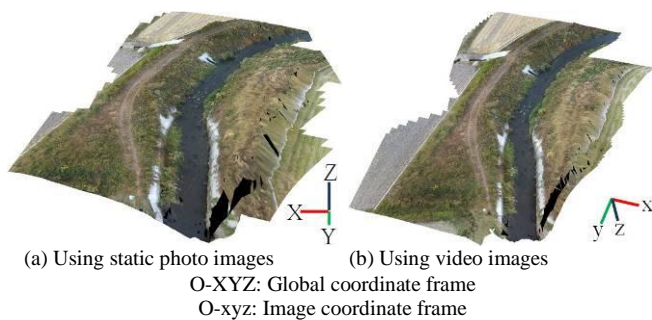 Z
X
Y
x
y
z
(a) Using static photo images
(b) Using video images
O-XYZ: Global coordinate frame
O-xyz: Image coordinate frame